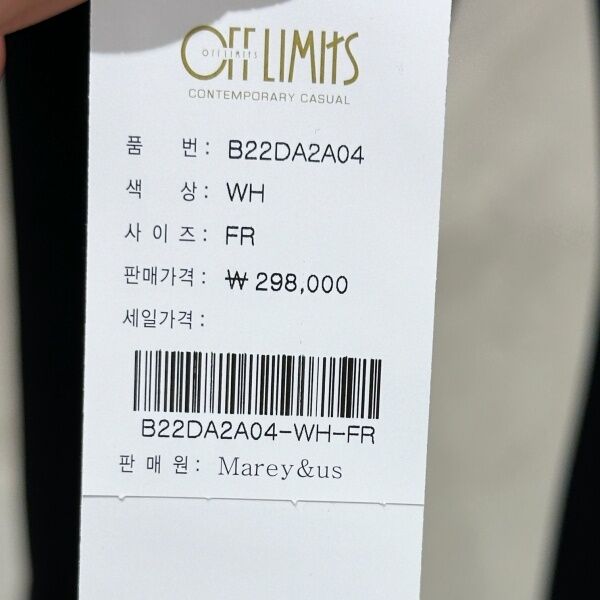 OFF LIMITS
OFF LIMITS
CONTEMPORARY CASUAL
품 번: B22DA2A04
색 상: WH
사 이 즈: FR
판매가격: ₩ 298,000
세일가격:
B22DA2A04-WH-FR
판 매 원: Marey&us